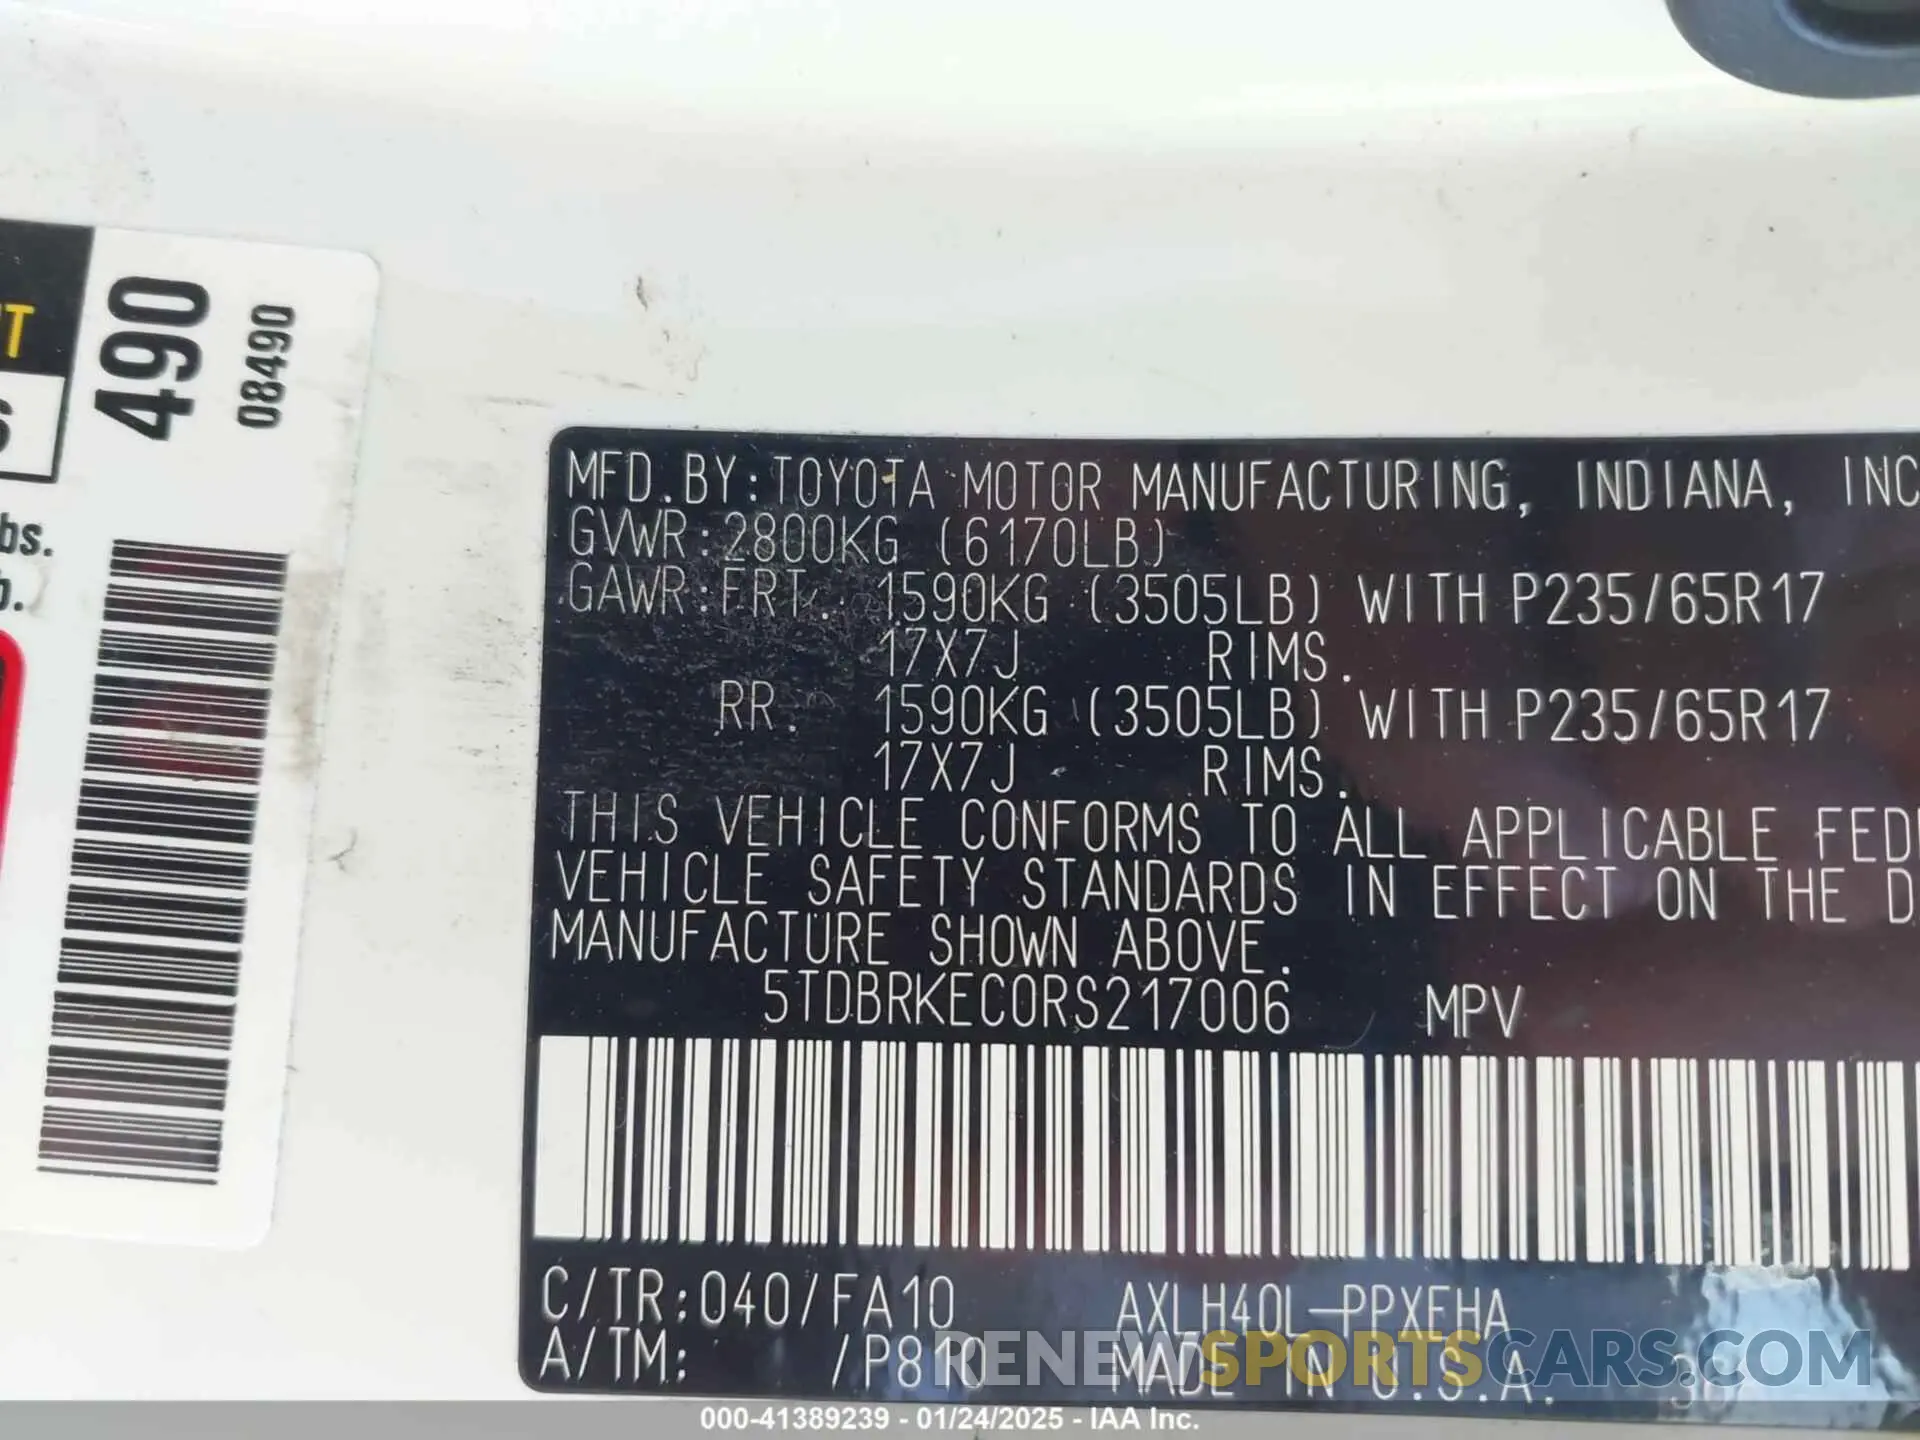 T
6
bs.
b.
490
08490
MFD.BY:TOYOTA MOTOR MANUFACTURING, INDIANA, INC
GVWR:2800KG (6170LB)
GAWR:FRT. 1590KG (3505LB) WITH P235/65R17
17X7J RIMS.
RR. 1590KG (3505LB) WITH P235/65R17
17X7J RIMS.
THIS VEHICLE CONFORMS TO ALL APPLICABLE FED
VEHICLE SAFETY STANDARDS IN EFFECT ON THE D
MANUFACTURE SHOWN ABOVE.
5TDBRKEC0RS217006 MPV
C/TR:040/FA10 AXLH40L-PPXEHA
A/TM: /P810 MADE IN U.S.A.
RENEWSPORTSCARS.COM
000-41389239 - 01/24/2025 - IAA Inc.